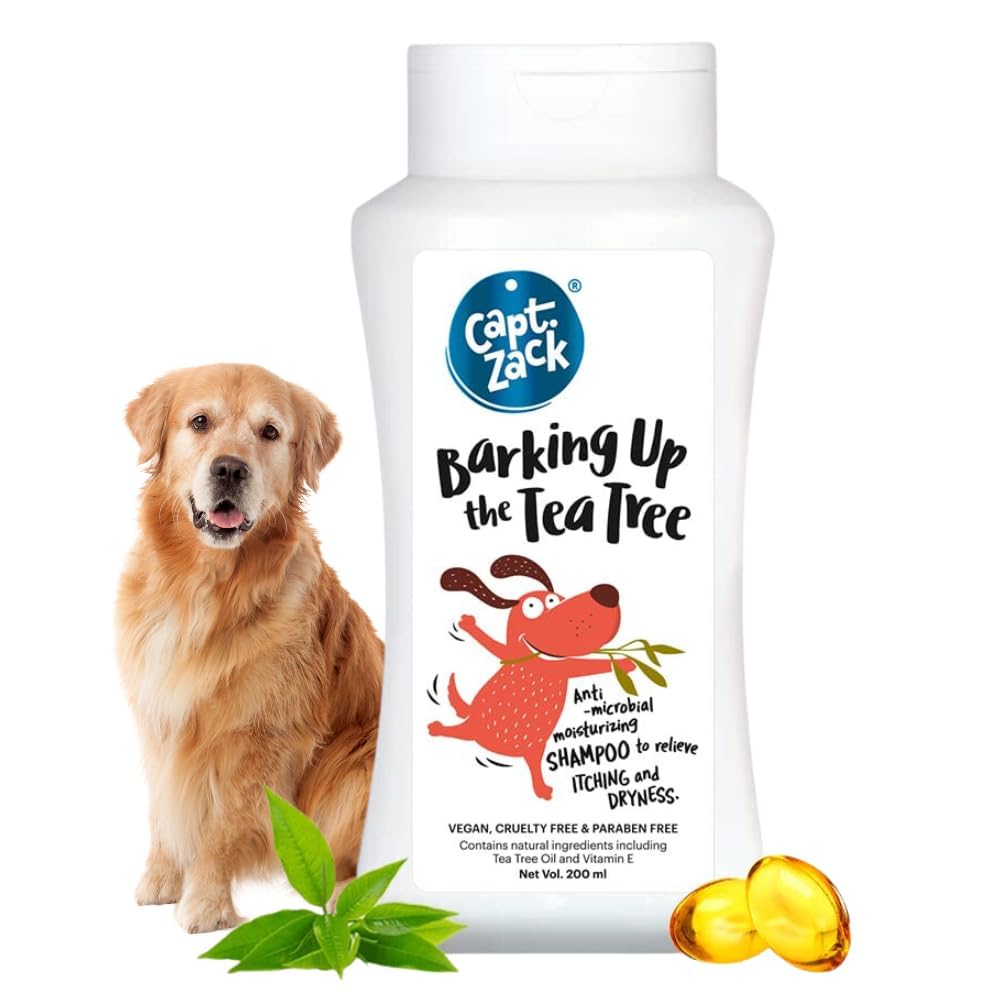 Capt.
Zack
®
Barking Up
the Tea Tree
Anti
-microbial
moisturizing
SHAMPOO to relieve
ITCHING and
DRYNESS.
VEGAN, CRUELTY FREE & PARABEN FREE
Contains natural ingredients including
Tea Tree Oil and Vitamin E
Net Vol. 200 ml